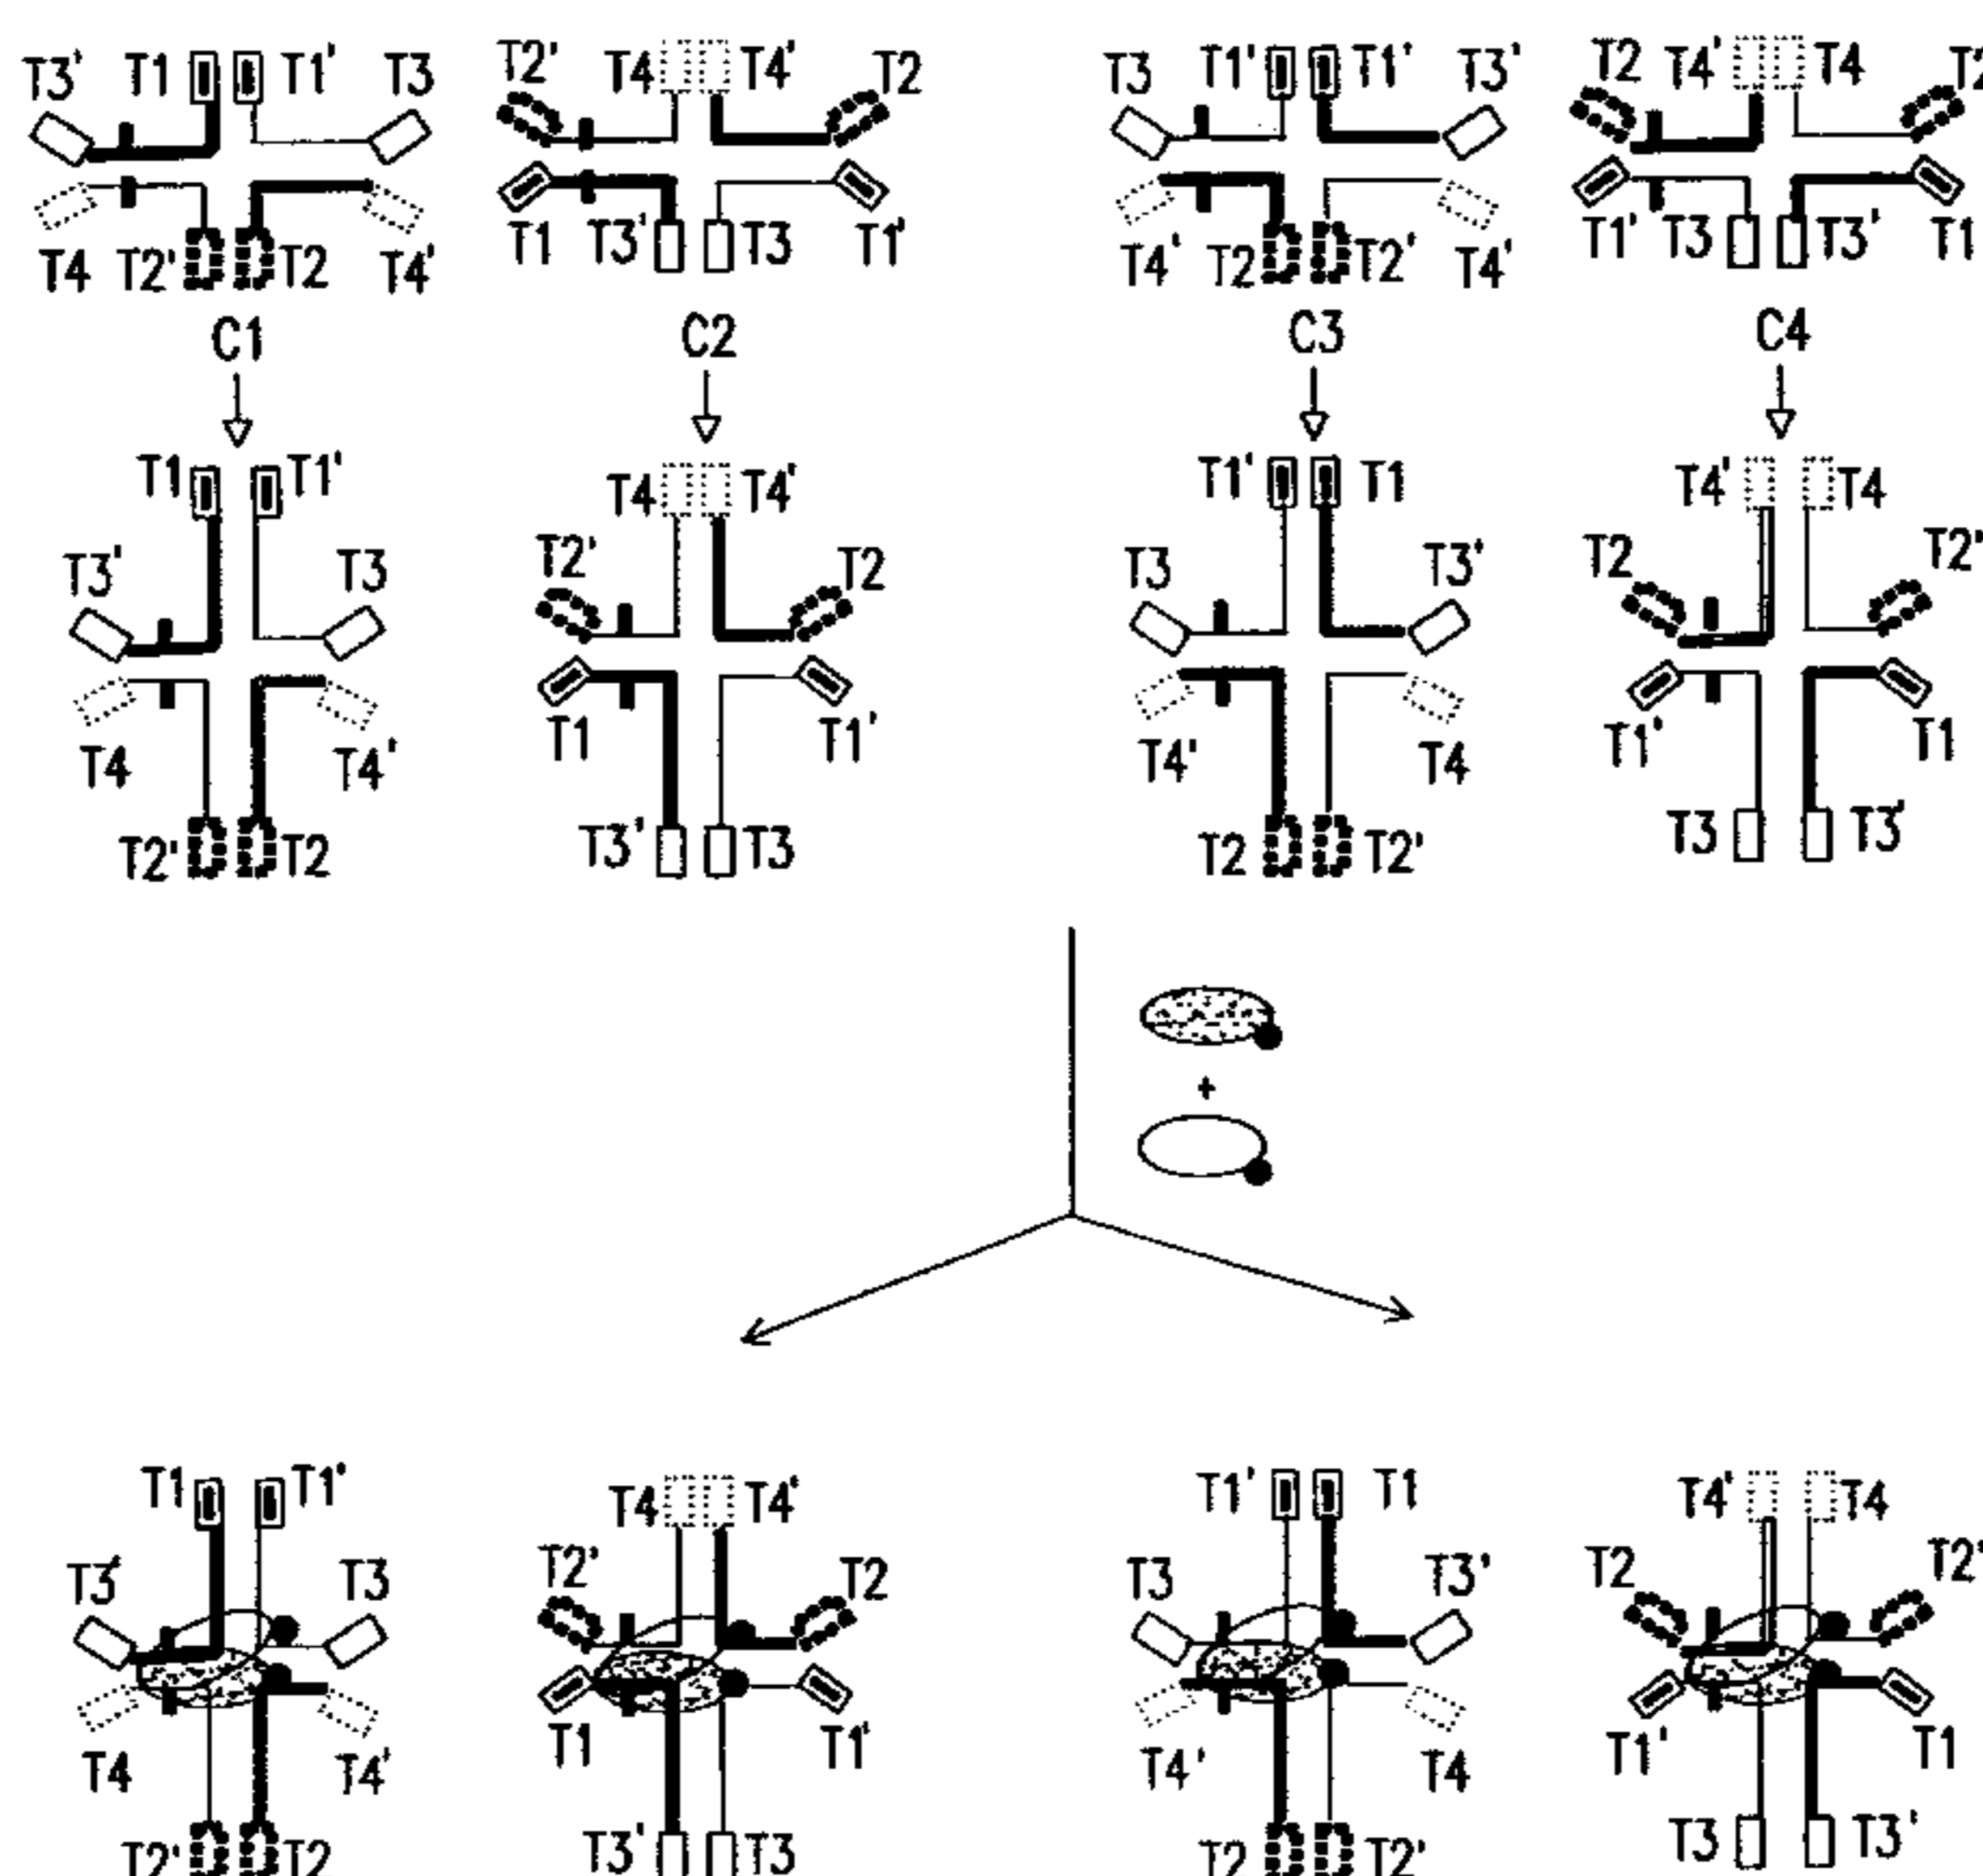 T3' T1 T1' T3 T2' T4 T4' T2 T3 T1' T1' T3' T2 T4' T4 T2
T4 T2' T2 T4' T1 T3' T3 T1' T4' T2 T2' T4' T1' T3 T3' T1
C1 C2 C3 C4
T1 T1' T4 T4' T1' T1 T4' T4
T3' T3 T2' T2 T3 T3' T2 T2'
T4 T4' T1 T1' T4' T4 T1' T1
T2' T2 T3' T3 T2 T2' T3 T3'
+
T1 T1' T4 T4' T1' T1 T4' T4
T3' T3 T2' T2 T3 T3' T2 T2'
T4 T4' T1 T1' T4' T4 T1' T1
T2' T2 T3' T3 T2 T2' T3 T3'